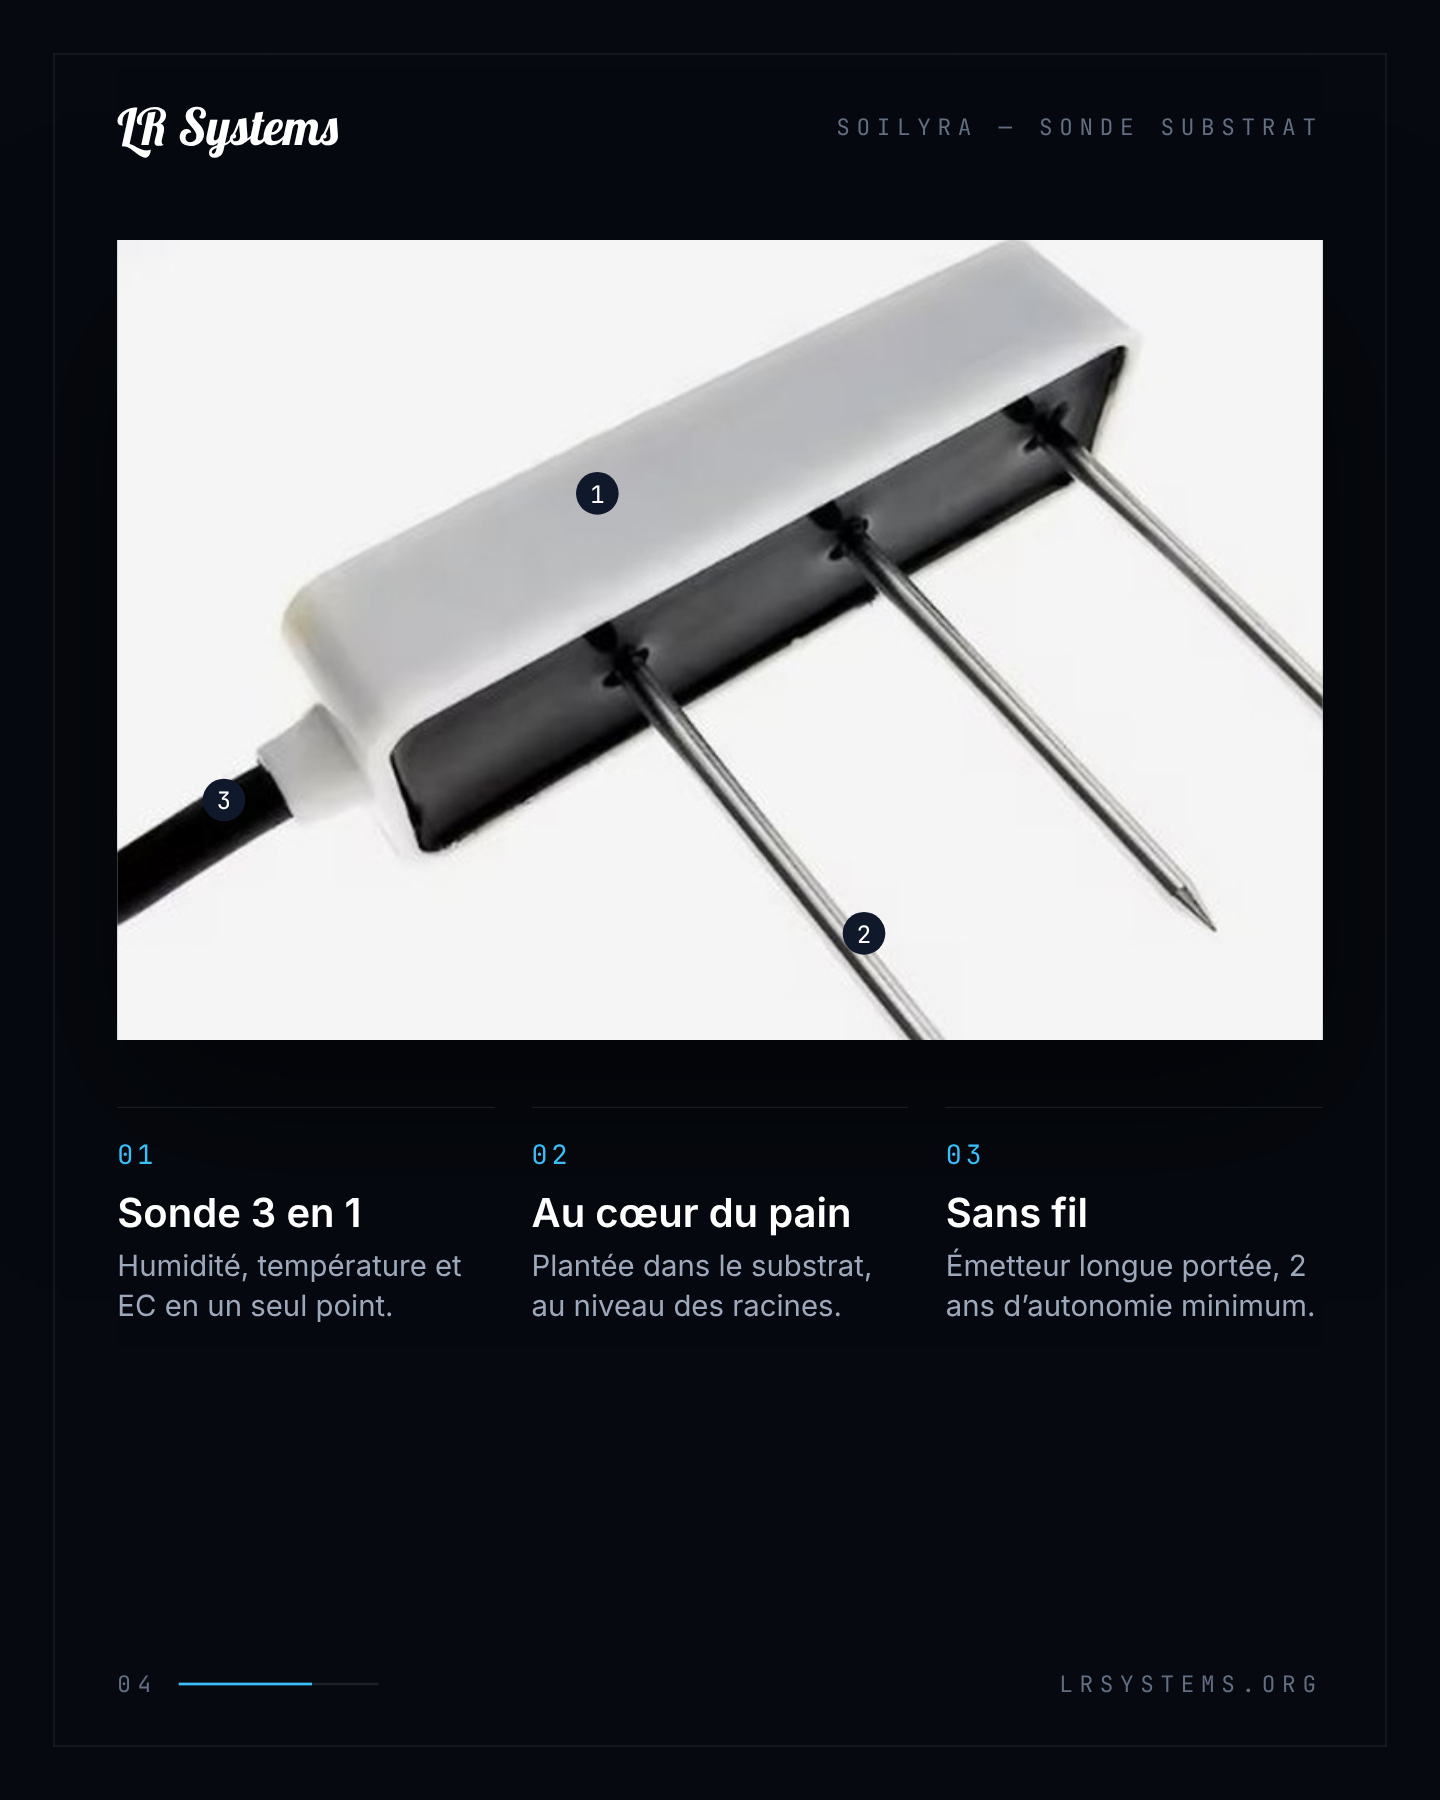 LR Systems
SOILYRA — SONDE SUBSTRAT
1
3
2
01
Sonde 3 en 1
Humidité, température et
EC en un seul point.
02
Au cœur du pain
Plantée dans le substrat,
au niveau des racines.
03
Sans fil
Émetteur longue portée, 2
ans d’autonomie minimum.
04
LRSYSTEMS.ORG